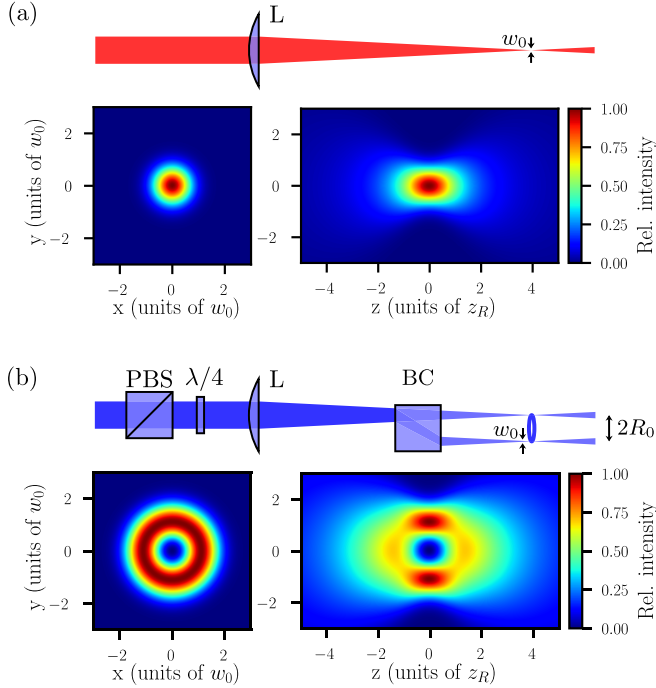 (a)
L
w₀
2
0
−2
y (units of w₀)
−2 0 2
x (units of w₀)
2
0
−2
−4 −2 0 2 4
z (units of z_R)
1.00
0.75
0.50
0.25
0.00
Rel. intensity
(b)
PBS
λ/4
L
BC
w₀
2R₀
2
0
−2
y (units of w₀)
−2 0 2
x (units of w₀)
2
0
−2
−4 −2 0 2 4
z (units of z_R)
1.00
0.75
0.50
0.25
0.00
Rel. intensity